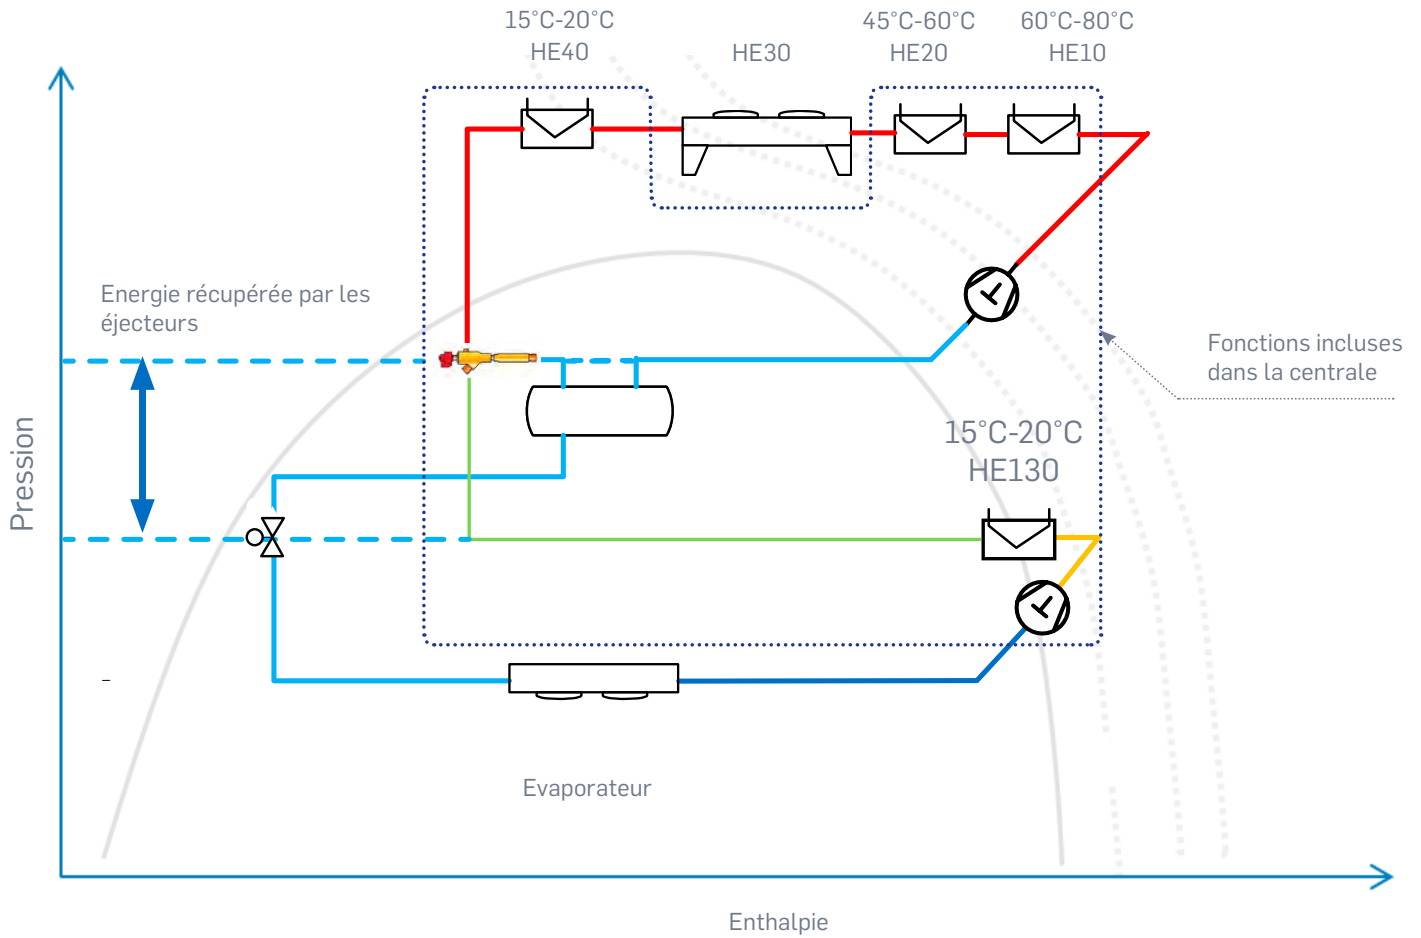 15°C-20°C
HE40
HE30
45°C-60°C
HE20
60°C-80°C
HE10
Energie récupérée par les
éjecteurs
Fonctions incluses
dans la centrale
15°C-20°C
HE130
Pression
–
Evaporateur
Enthalpie